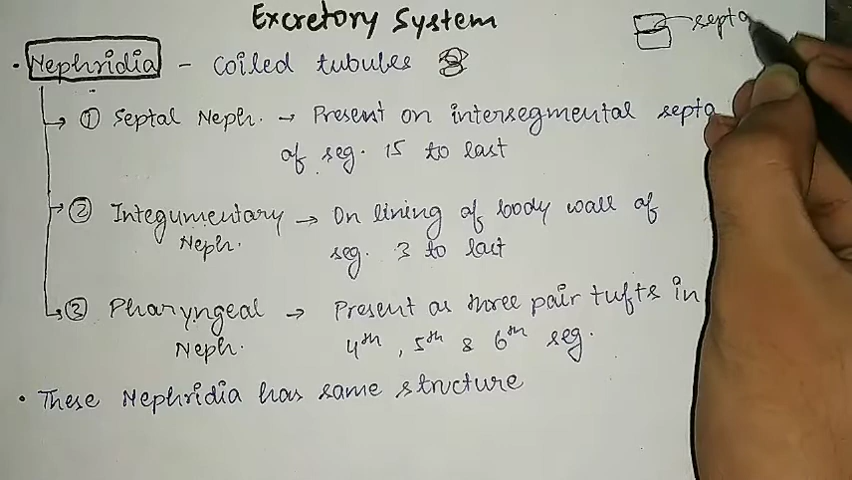 Excretory System
septa
• Nephridia - coiled tubules
→ ① Septal Neph. → Present on intersegmental septa
of seg. 15 to last
→ ② Integumentary → On lining of body wall of
Neph. seg. 3 to last
→ ③ Pharyngeal → Present as three pair tufts in
Neph. 4th, 5th & 6th seg.
• These Nephridia has same structure